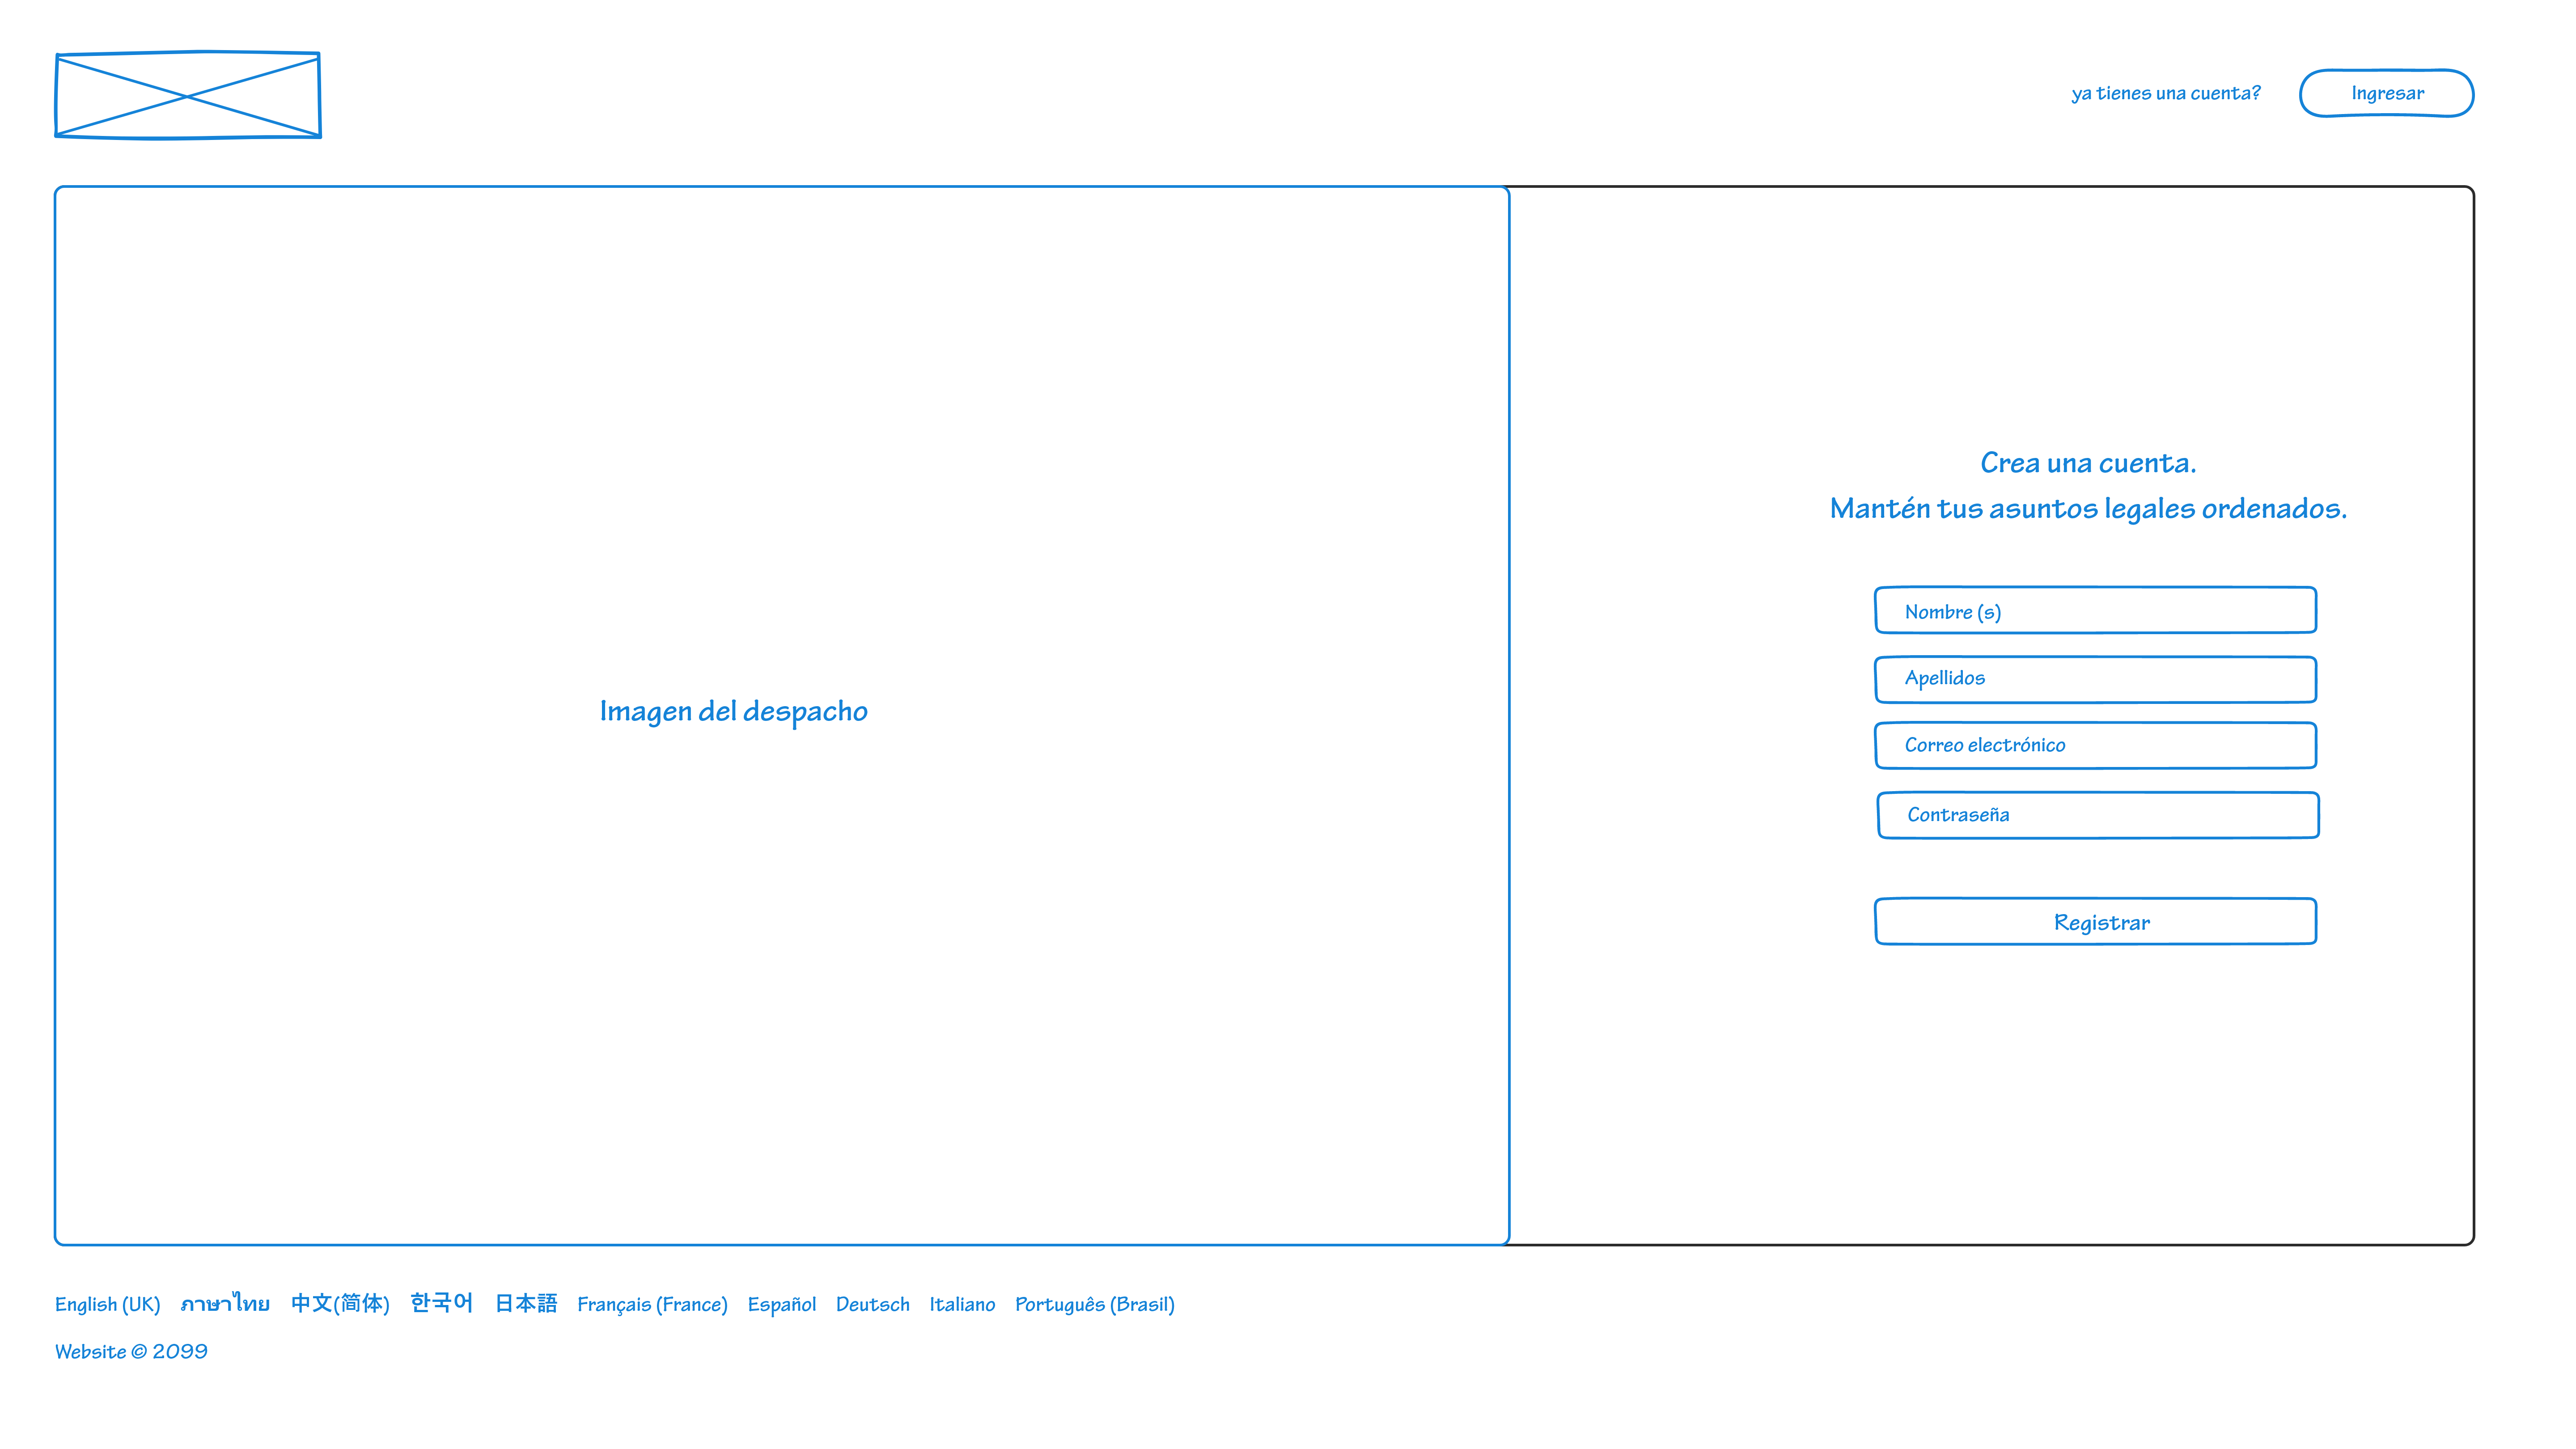 ya tienes una cuenta? Ingresar
Crea una cuenta.
Mantén tus asuntos legales ordenados.
Imagen del despacho
Nombre (s)
Apellidos
Correo electrónico
Contraseña
Registrar
English (UK) ภาษาไทย 中文(简体) 한국어 日本語 Français (France) Español Deutsch Italiano Português (Brasil)
Website © 2099